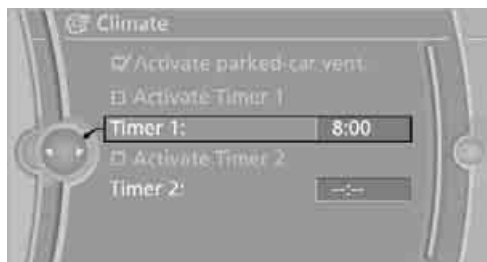 Climate
Activate parked-car vent.
Activate Timer 1
Timer 1: 8:00
Activate Timer 2
Timer 2: --:--